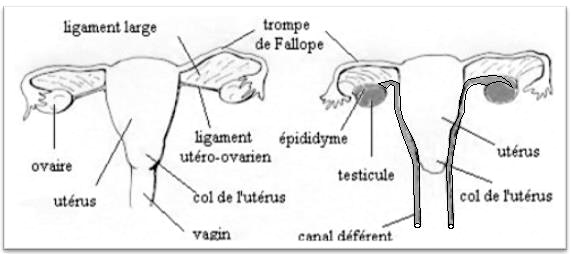 ligament large
trompe
de Fallope
ovaire
utérus
ligament
utéro-ovarien
col de l'utérus
vagin
épididyme
testicule
utérus
col de l'utérus
canal déférent